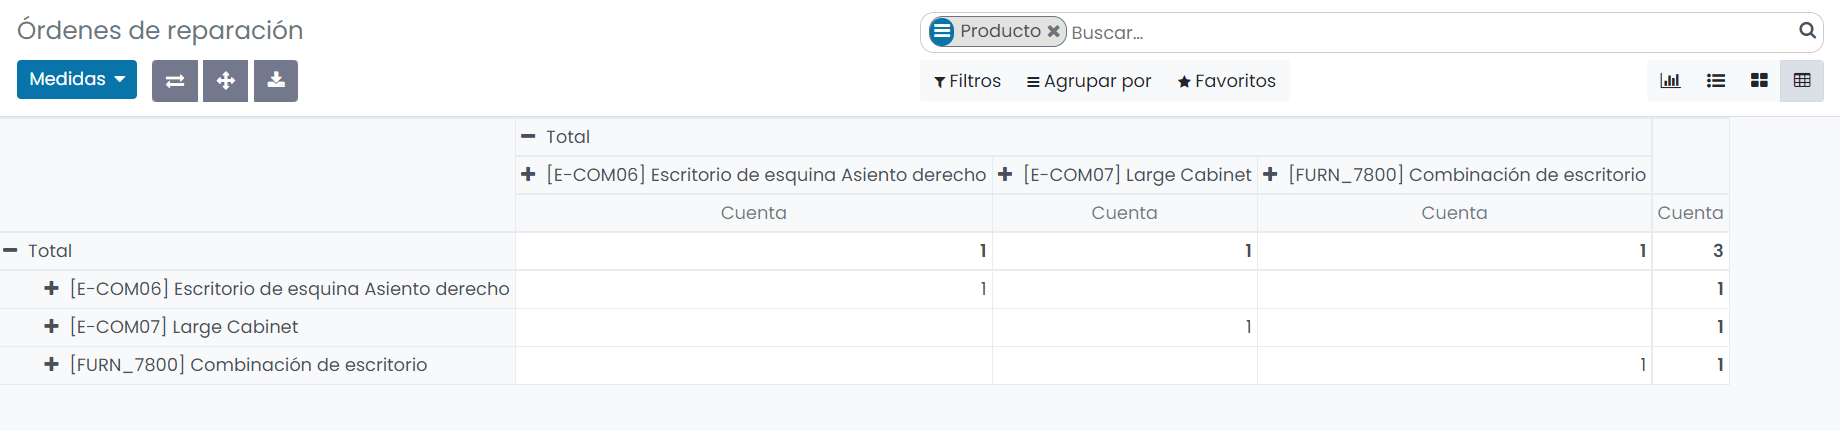 Órdenes de reparación
Producto Buscar...
Medidas
Filtros Agrupar por Favoritos
Total
[E-COM06] Escritorio de esquina Asiento derecho [E-COM07] Large Cabinet [FURN_7800] Combinación de escritorio
Cuenta Cuenta Cuenta Cuenta
Total 1 1 1 3
[E-COM06] Escritorio de esquina Asiento derecho 1 1
[E-COM07] Large Cabinet 1 1
[FURN_7800] Combinación de escritorio 1 1